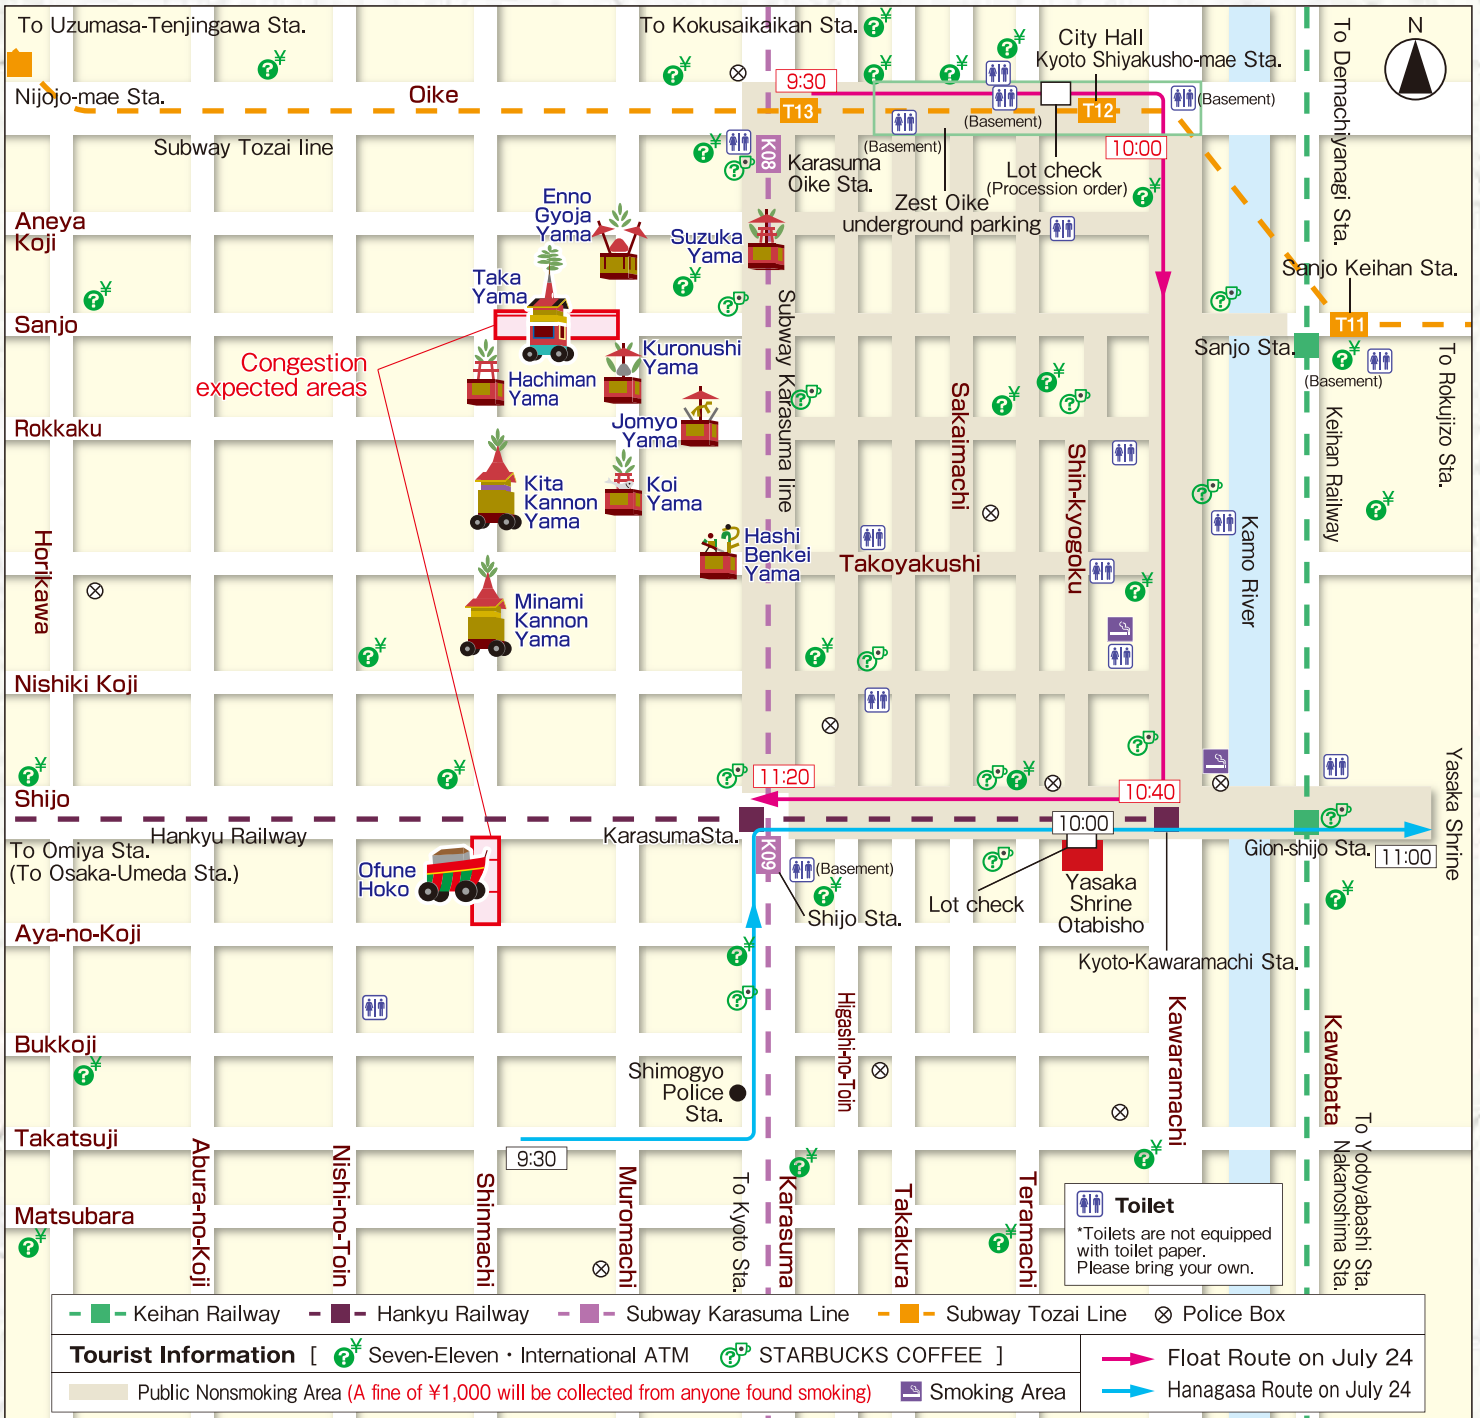 To Uzumasa-Tenjingawa Sta.
To Kokusaikaikan Sta.
City Hall
Kyoto Shiyakusho-mae Sta.
To Demachiyanagi Sta.
N
Nijojo-mae Sta.
Oike
9:30
T13
T12
(Basement)
(Basement)
(Basement)
Subway Tozai line
K08
Karasuma
Oike Sta.
10:00
Lot check
(Procession order)
Zest Oike
underground parking
Aneya
Koji
Enno
Gyoja
Yama
Suzuka
Yama
Taka
Yama
Sanjo Keihan Sta.
T11
Sanjo
Subway Karasuma line
Sanjo Sta.
(Basement)
To Rokujizo Sta.
Congestion
expected areas
Hachiman
Yama
Kuronushi
Yama
Jomyo
Yama
Rokkaku
Sakaimachi
Shin-kyogoku
Keihan Railway
Kita
Kannon
Yama
Koi
Yama
Hashi
Benkei
Yama
Takoyakushi
Kamo River
Horikawa
Minami
Kannon
Yama
Nishiki Koji
Yasaka Shrine
11:20
10:40
Shijo
Hankyu Railway
KarasumaSta.
10:00
Gion-shijo Sta.
11:00
To Omiya Sta.
(To Osaka-Umeda Sta.)
Ofune
Hoko
K09
(Basement)
Shijo Sta.
Lot check
Yasaka
Shrine
Otabisho
Kyoto-Kawaramachi Sta.
Aya-no-Koji
Higashi-no-Toin
Kawaramachi
Kawabata
Bukkoji
Shimogyo
Police
Sta.
Takatsuji
9:30
Abura-no-Koji
Nishi-no-Toin
Shinmachi
Muromachi
To Kyoto Sta.
Karasuma
Takakura
Teramachi
To Yodoyabashi Sta.
Nakanoshima Sta.
Matsubara
Toilet
*Toilets are not equipped
with toilet paper.
Please bring your own.
Keihan Railway Hankyu Railway Subway Karasuma Line Subway Tozai Line Police Box
Tourist Information [ ?¥ Seven-Eleven・International ATM ? STARBUCKS COFFEE ]
Float Route on July 24
Public Nonsmoking Area (A fine of ¥1,000 will be collected from anyone found smoking) Smoking Area
Hanagasa Route on July 24